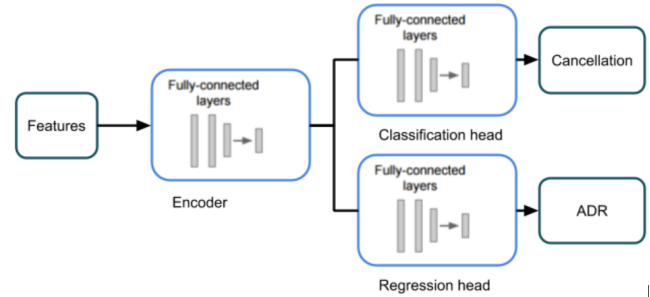 Features
Fully-connected
layers
Encoder
Fully-connected
layers
Classification head
Cancellation
Fully-connected
layers
Regression head
ADR